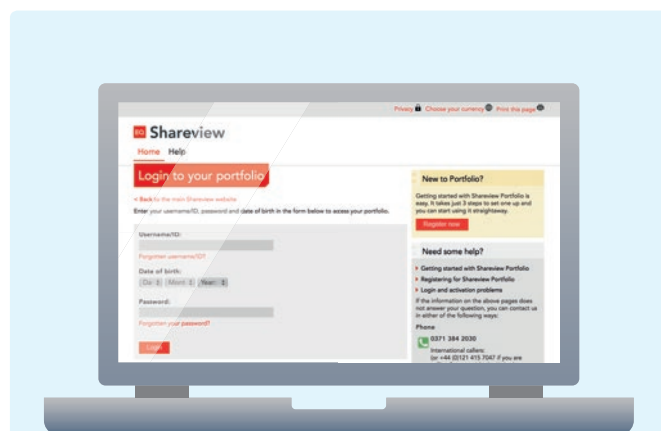 Privacy Choose your currency Print this page
EQ Shareview
Home Help
Login to your portfolio
< Back to the main Shareview website
Enter your username/ID, password and date of birth in the form below to access your portfolio.
Username/ID:
Forgotten username/ID?
Date of birth:
Da Mont Year:
Password:
Forgotten your password?
Login
New to Portfolio?
Getting started with Shareview Portfolio is
easy. It takes just 3 steps to set one up and
you can start using it straightaway.
Register now
Need some help?
Getting started with Shareview Portfolio
Registering for Shareview Portfolio
Login and activation problems
If the information on the above pages does
not answer your question, you can contact us
in either of the following ways:
Phone
0371 384 2030
International callers:
(or +44 (0)121 415 7047 if you are